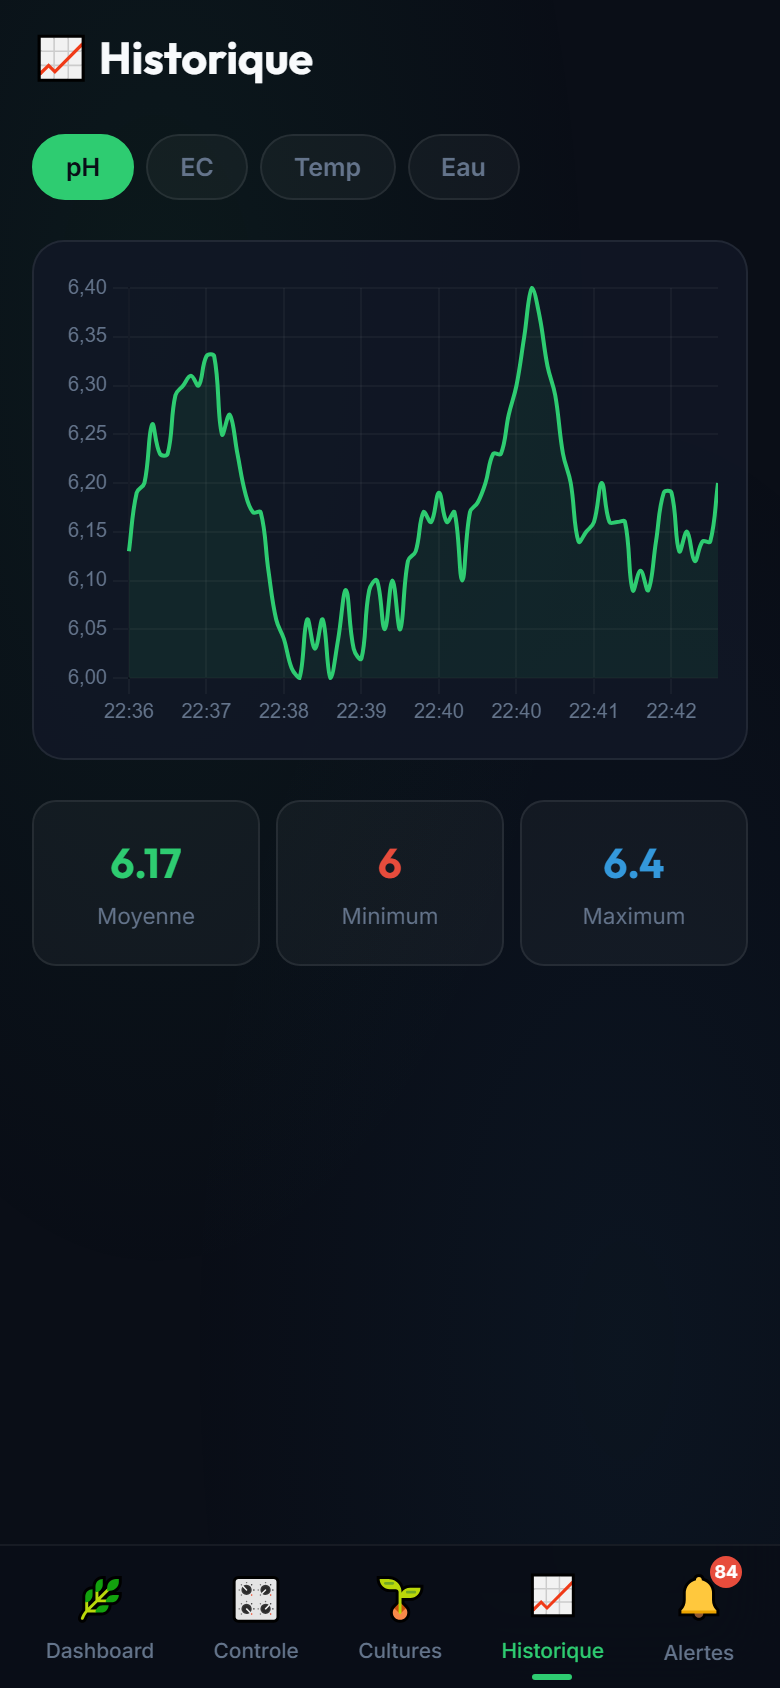 Historique
pH EC Temp Eau
6,40
6,35
6,30
6,25
6,20
6,15
6,10
6,05
6,00
22:36 22:37 22:38 22:39 22:40 22:40 22:41 22:42
6.17 6 6.4
Moyenne Minimum Maximum
84
Dashboard Controle Cultures Historique Alertes